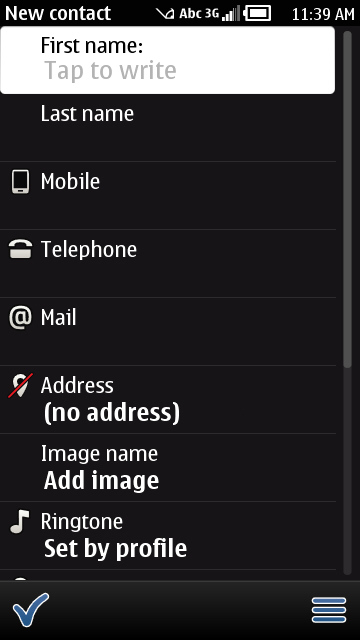 New contact Abc 3G 11:39 AM
First name:
Tap to write
Last name
Mobile
Telephone
Mail
Address
(no address)
Image name
Add image
Ringtone
Set by profile